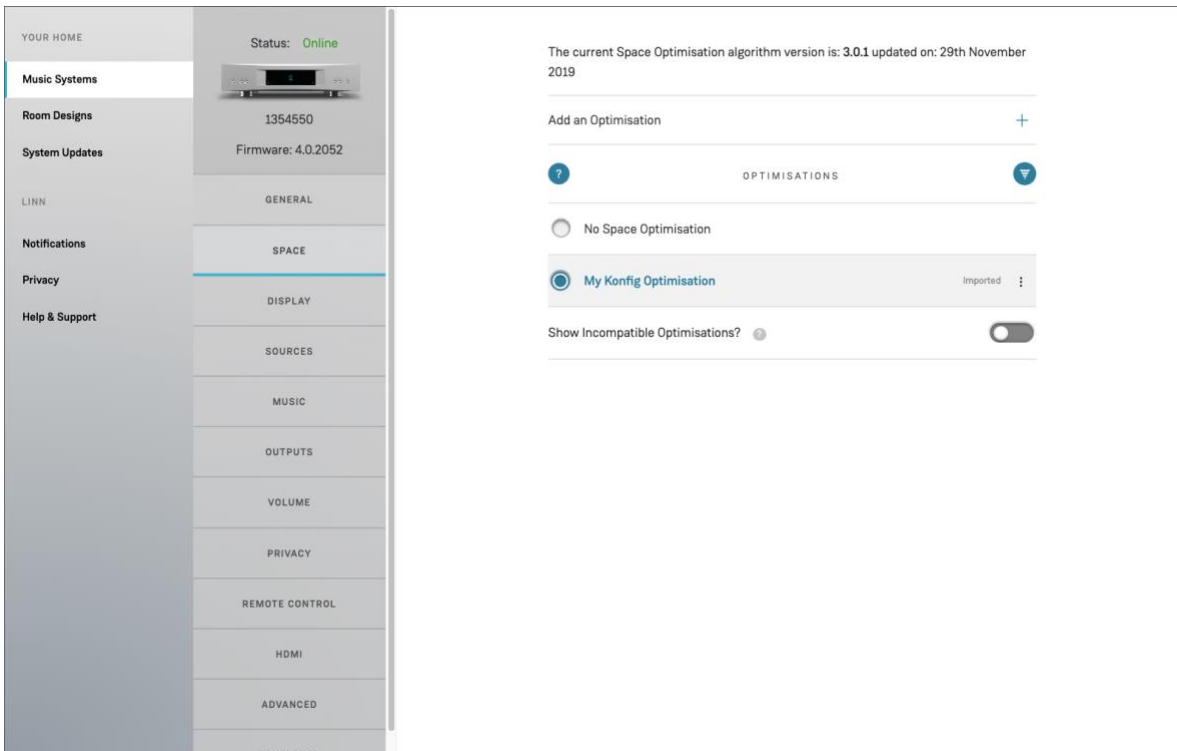 YOUR HOME
Music Systems
Room Designs
System Updates
LINN
Notifications
Privacy
Help & Support
Status: Online
1354550
Firmware: 4.0.2052
GENERAL
SPACE
DISPLAY
SOURCES
MUSIC
OUTPUTS
VOLUME
PRIVACY
REMOTE CONTROL
HDMI
ADVANCED
The current Space Optimisation algorithm version is: 3.0.1 updated on: 29th November
2019
Add an Optimisation +
? OPTIMISATIONS
No Space Optimisation
My Konfig Optimisation Imported
Show Incompatible Optimisations? ?